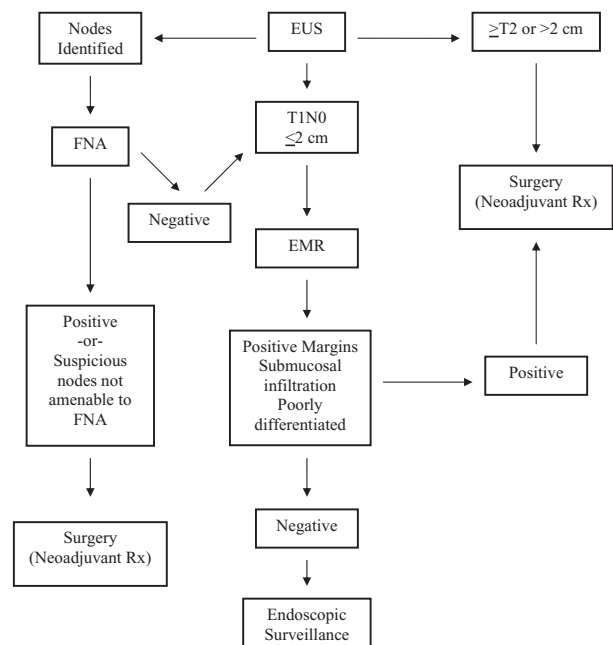 Nodes
Identified
EUS
≥T2 or >2 cm
FNA
T1N0
≤2 cm
Negative
Surgery
(Neoadjuvant Rx)
EMR
Positive
-or-
Suspicious
nodes not
amenable to
FNA
Positive Margins
Submucosal
infiltration
Poorly
differentiated
Positive
Surgery
(Neoadjuvant Rx)
Negative
Endoscopic
Surveillance